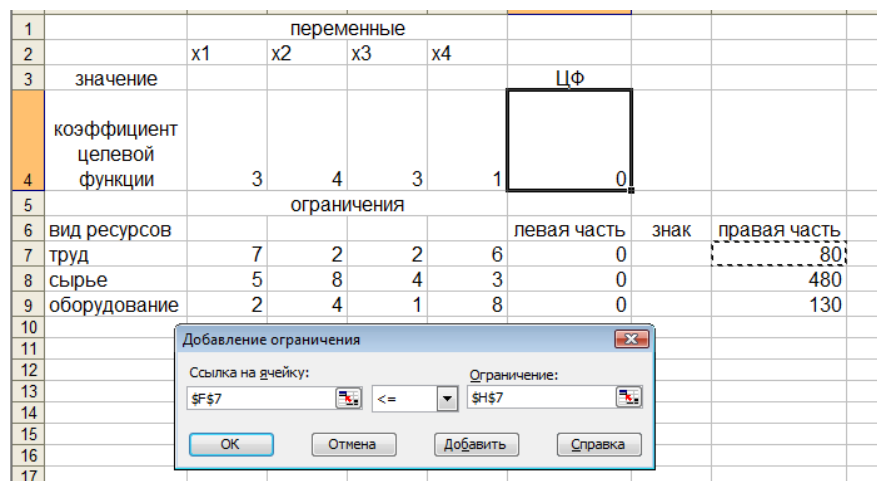 1 переменные
2 x1 x2 x3 x4
3 значение ЦФ
коэффициент
целевой
4 функции 3 4 3 1 0
5 ограничения
6 вид ресурсов левая часть знак правая часть
7 труд 7 2 2 6 0 80
8 сырье 5 8 4 3 0 480
9 оборудование 2 4 1 8 0 130
10
11 Добавление ограничения
12 Ссылка на ячейку: Ограничение:
13 $F$7 <= $H$7
14
15 ОК Отмена Добавить Справка
16
17